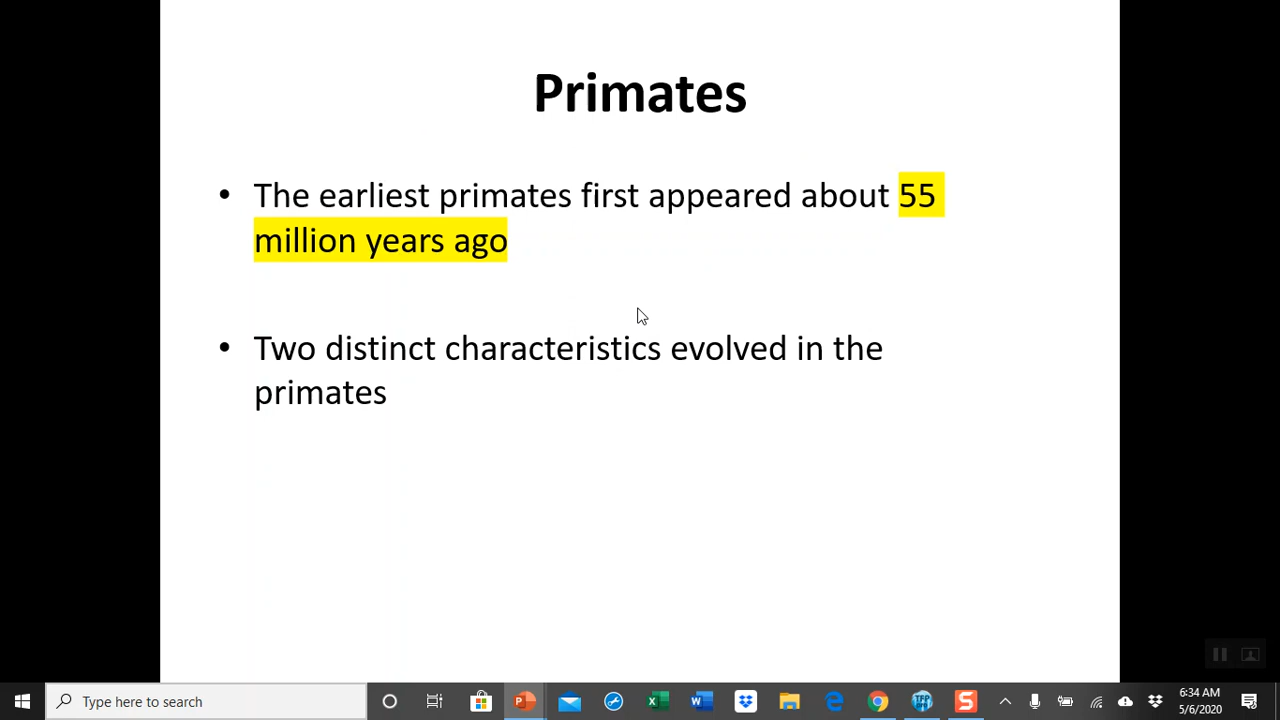 Primates
• The earliest primates first appeared about 55
million years ago
• Two distinct characteristics evolved in the
primates
Type here to search
6:34 AM
5/6/2020